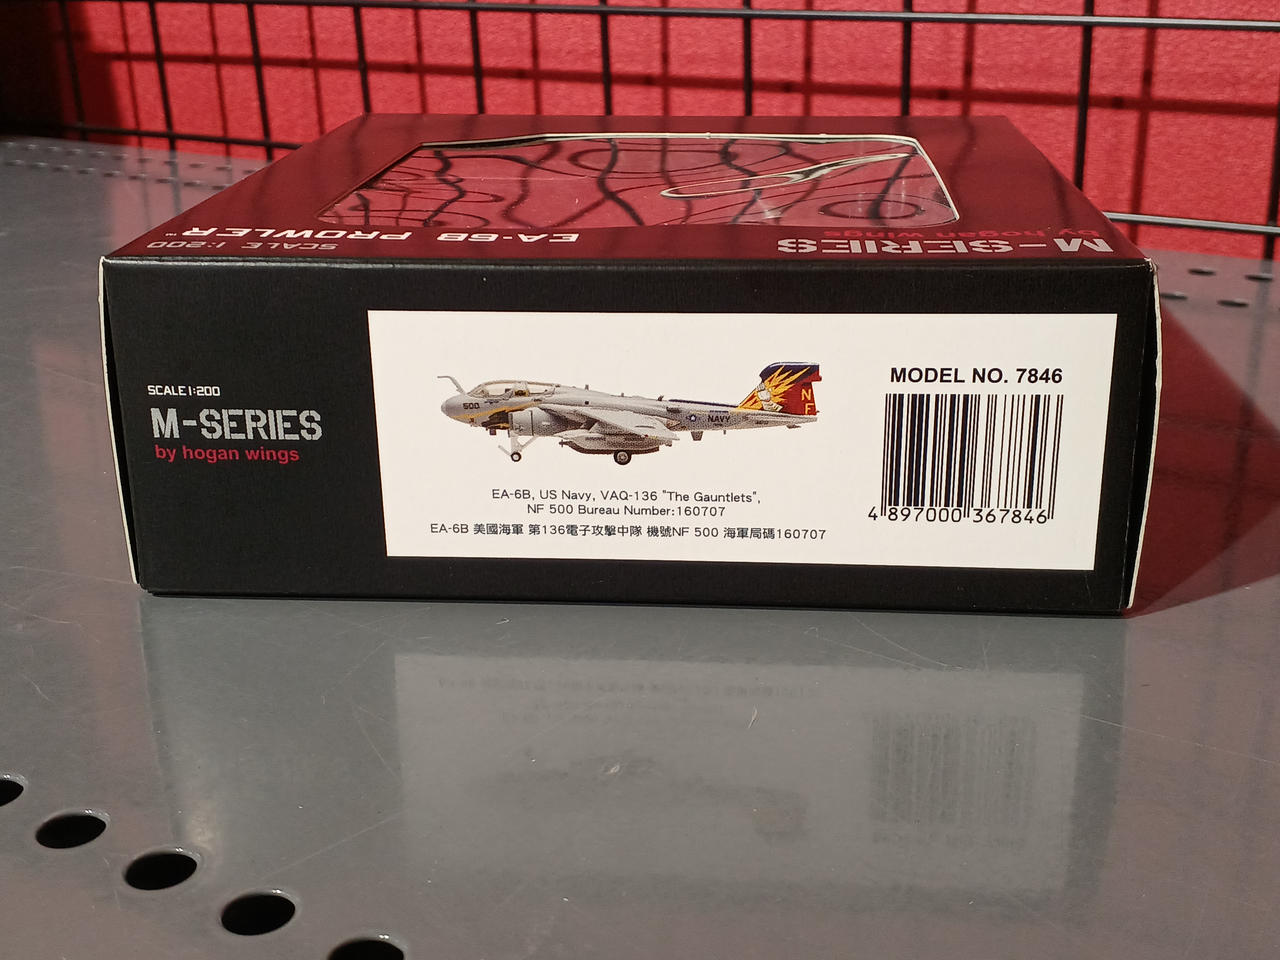 SCALE 1:200
EA-6B PROWLER™
M-SERIES
by hogan wings
SCALE 1:200
M-SERIES
by hogan wings
500
NAVY
NF
MODEL NO. 7846
4 897000 367846
EA-6B, US Navy, VAQ-136 "The Gauntlets",
NF 500 Bureau Number:160707
EA-6B 美國海軍 第136電子攻擊中隊 機號NF 500 海軍局碼160707